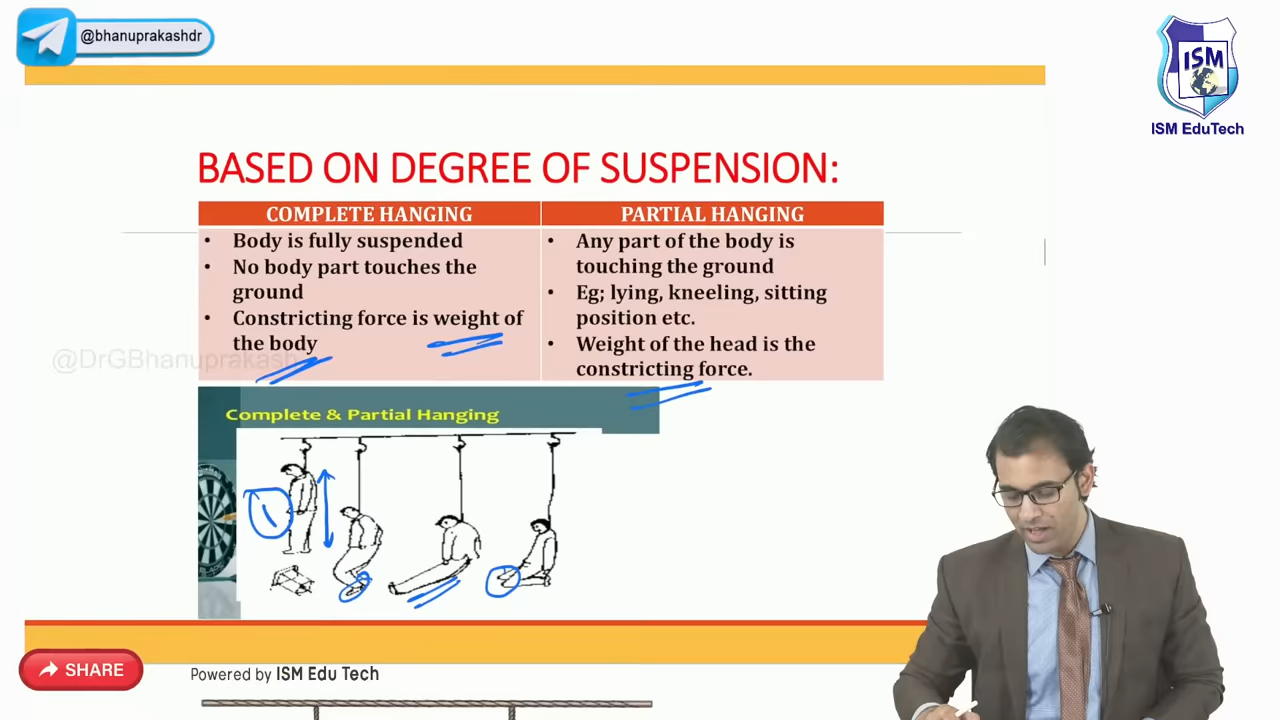 @bhanuprakashdr
ISM
ISM EduTech
BASED ON DEGREE OF SUSPENSION:
COMPLETE HANGING
• Body is fully suspended
• No body part touches the
ground
• Constricting force is weight of
the body
PARTIAL HANGING
• Any part of the body is
touching the ground
• Eg; lying, kneeling, sitting
position etc.
• Weight of the head is the
constricting force.
@DrGBhanuprakash
Complete & Partial Hanging
1
SHARE
Powered by ISM Edu Tech